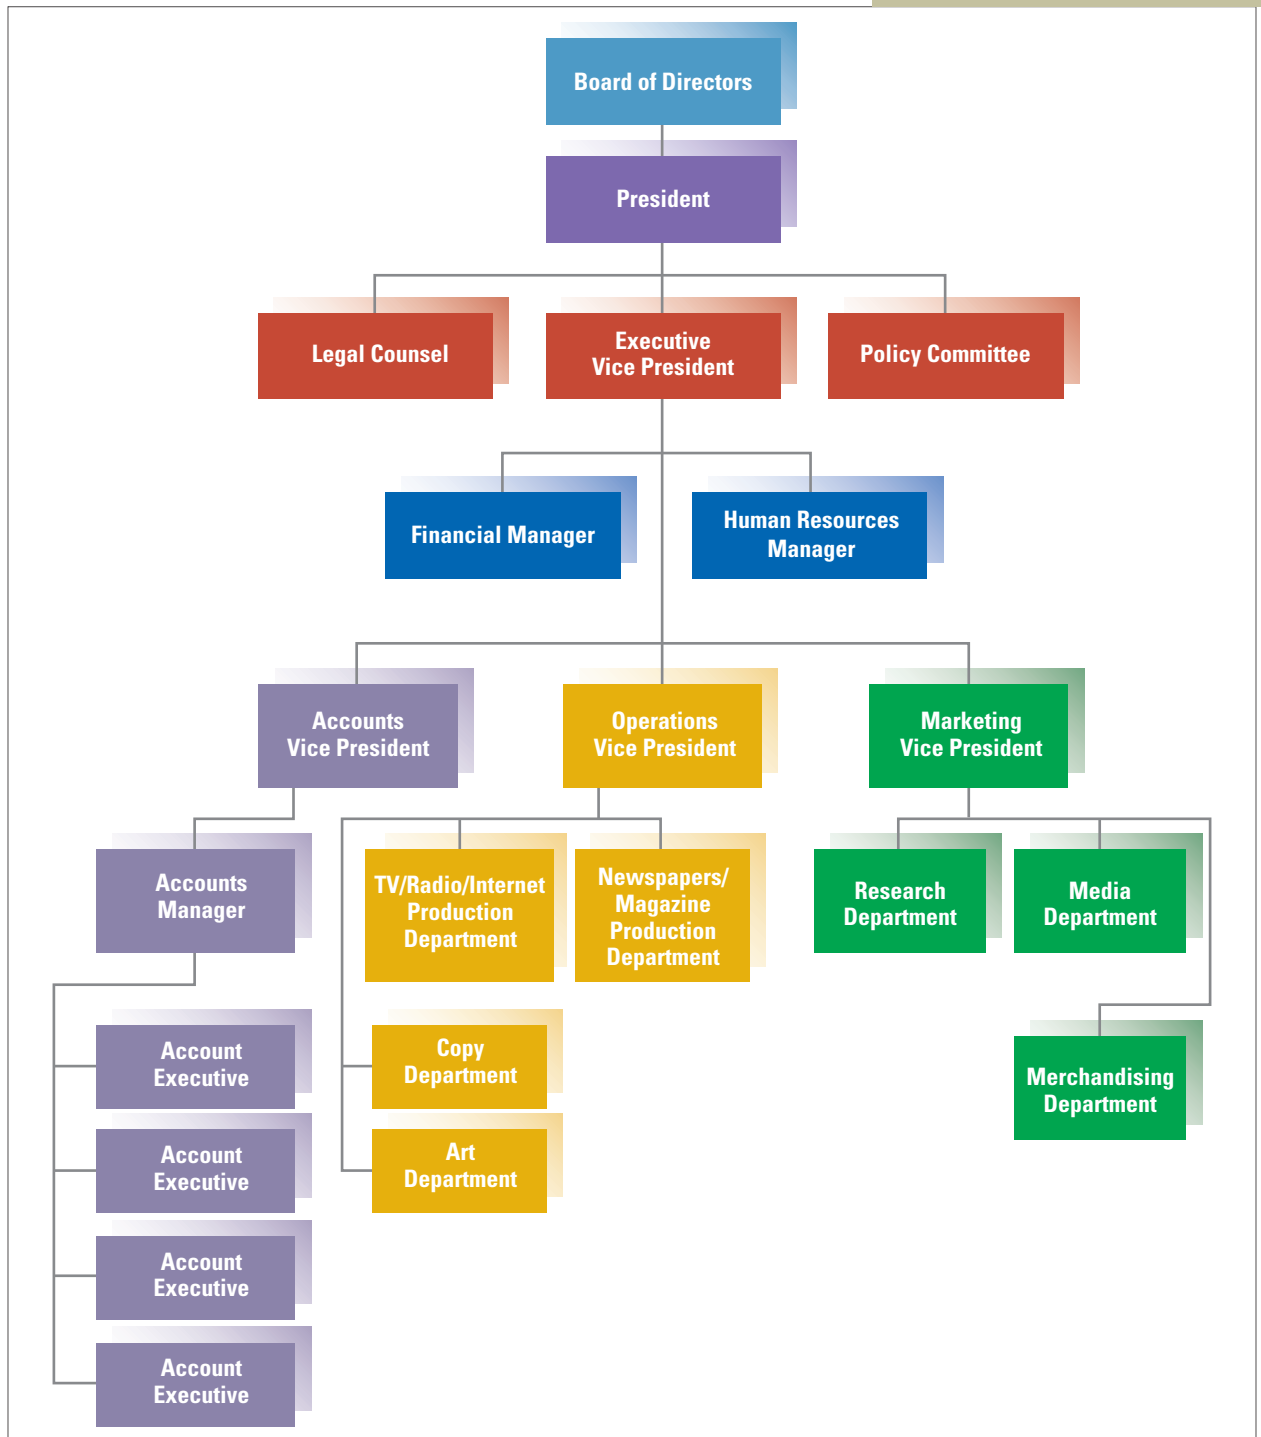 Board of Directors
President
Legal Counsel
Executive
Vice President
Policy Committee
Financial Manager
Human Resources
Manager
Accounts
Vice President
Operations
Vice President
Marketing
Vice President
Accounts
Manager
TV/Radio/Internet
Production
Department
Newspapers/
Magazine
Production
Department
Research
Department
Media
Department
Account
Executive
Copy
Department
Merchandising
Department
Account
Executive
Art
Department
Account
Executive
Account
Executive